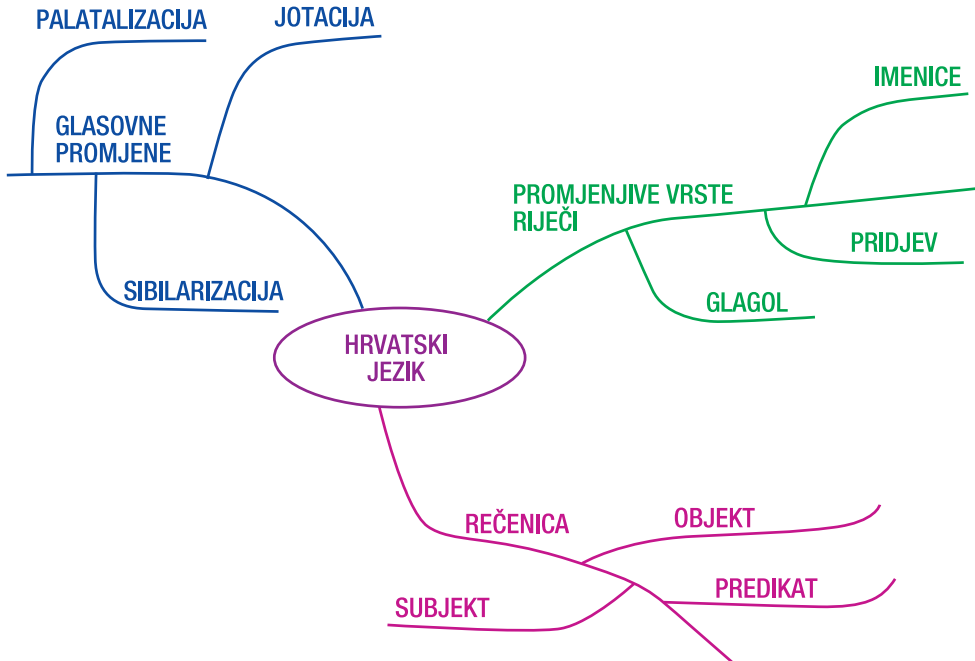 PALATALIZACIJA
JOTACIJA
GLASOVNE
PROMJENE
SIBILARIZACIJA
IMENICE
PROMJENJIVE VRSTE
RIJEČI
PRIDJEV
GLAGOL
HRVATSKI
JEZIK
REČENICA
OBJEKT
PREDIKAT
SUBJEKT